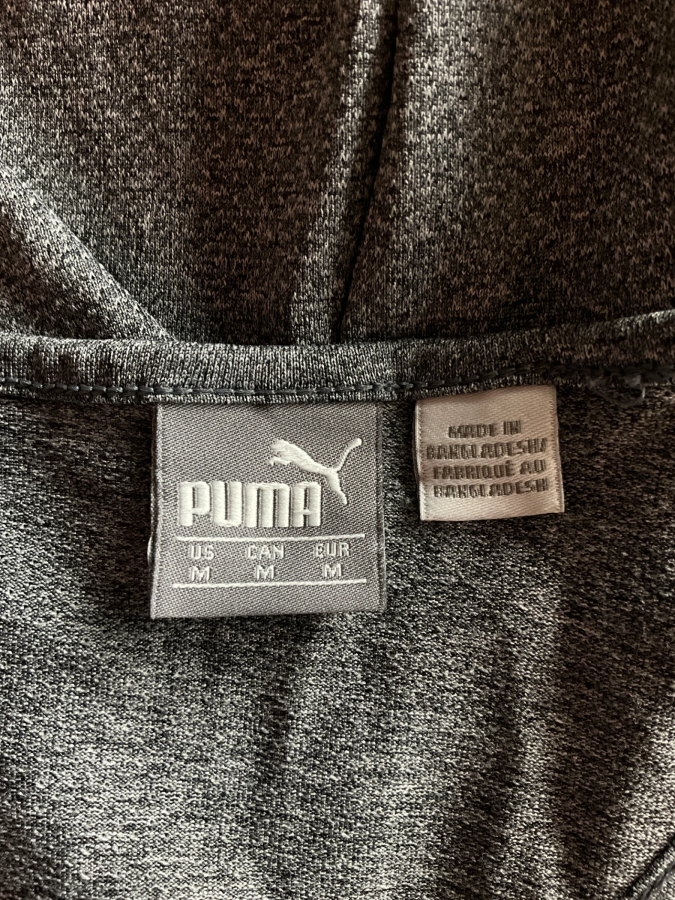 PUMA
US CAN EUR
M M M
MADE IN
BANGLADESH/
FABRIQUÉ AU
BANGLADESH